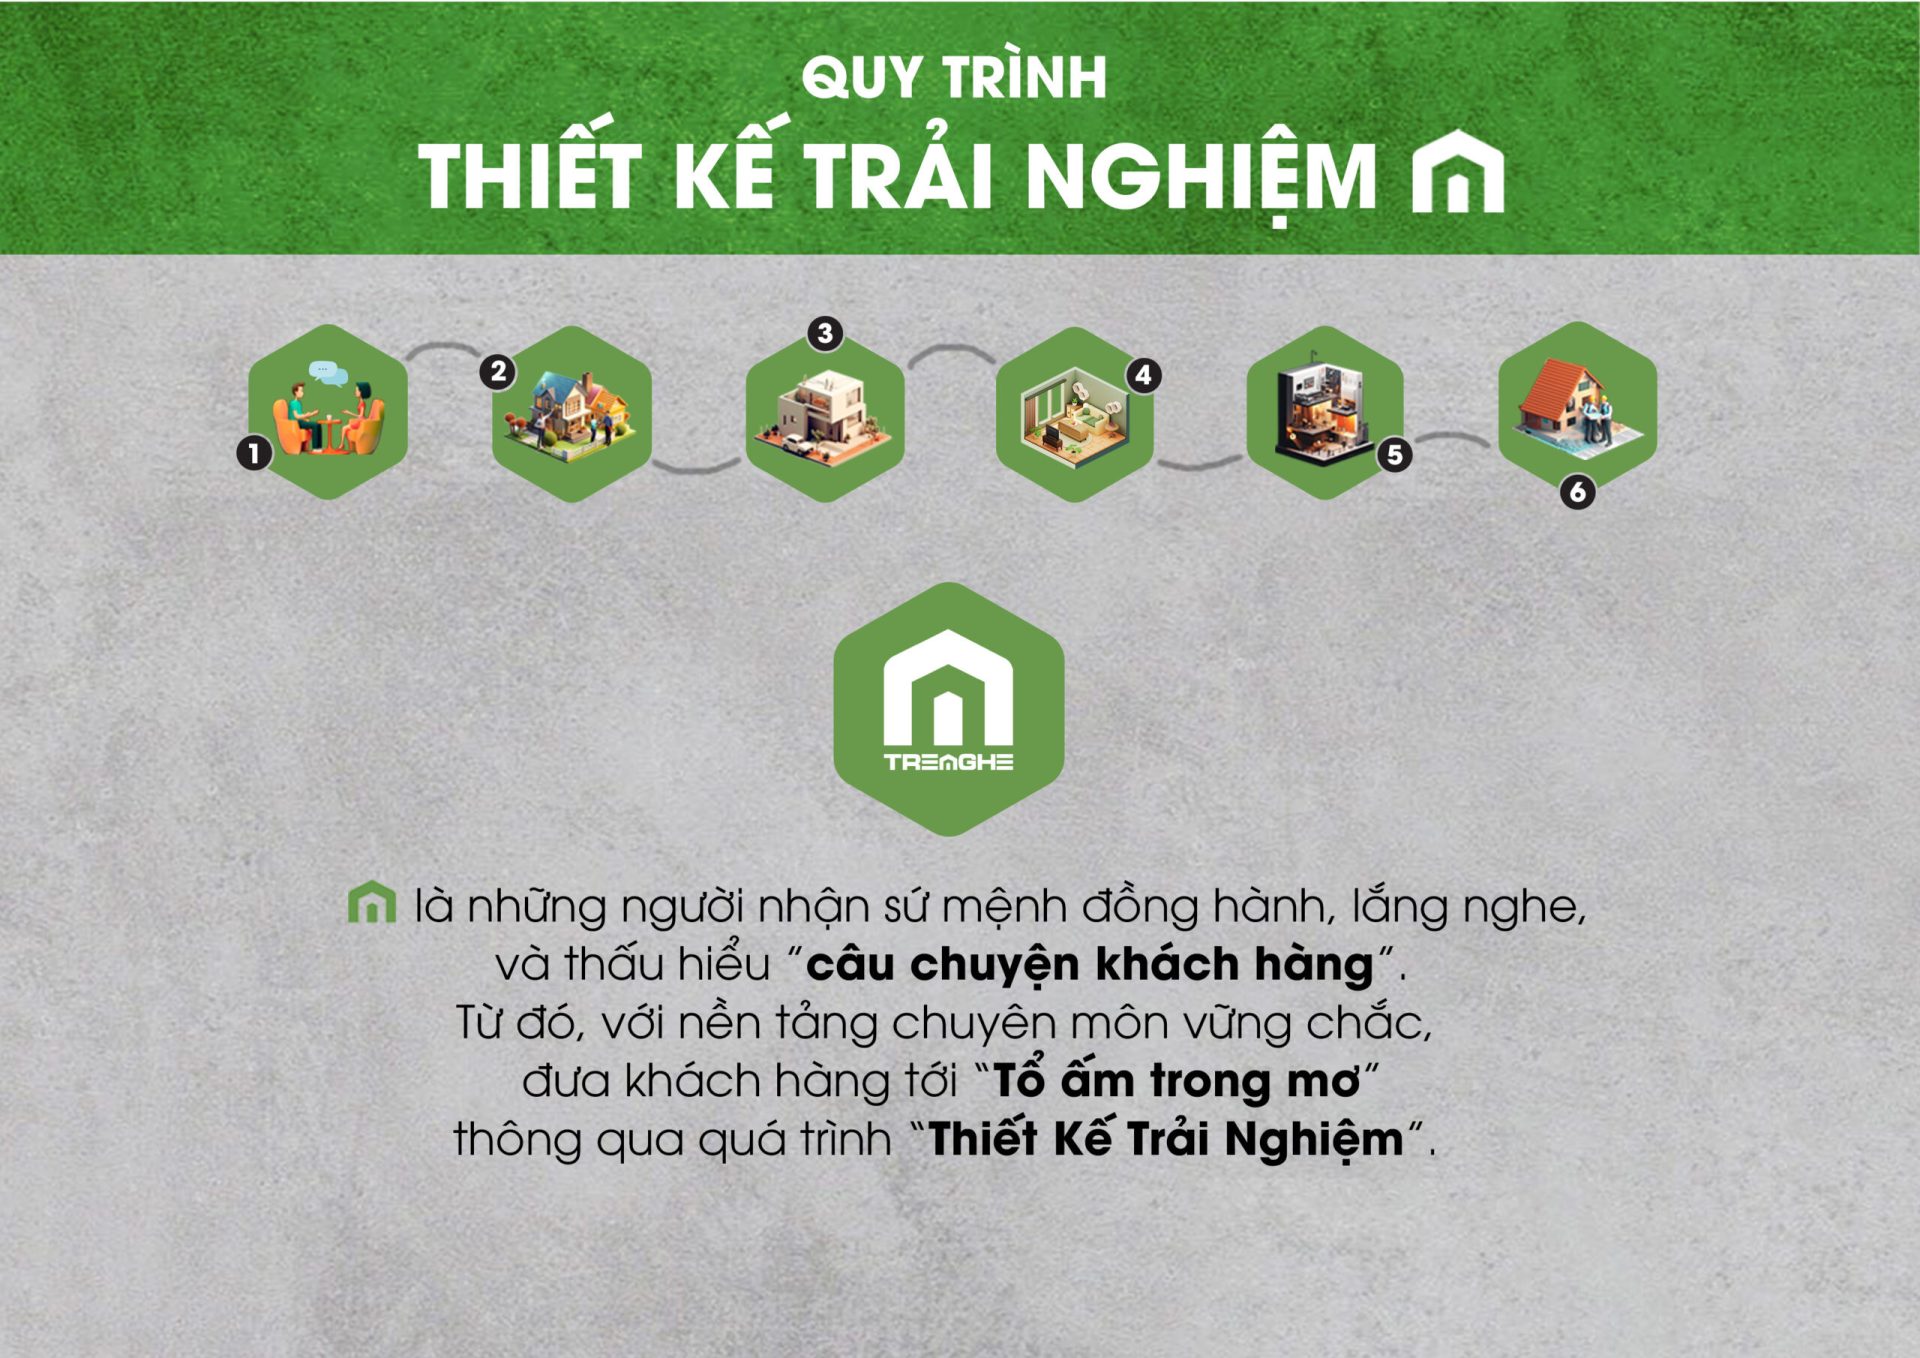 QUY TRÌNH
THIẾT KẾ TRẢI NGHIỆM
1
2
3
4
5
6
TRENGHE
là những người nhận sứ mệnh đồng hành, lắng nghe,
và thấu hiểu “câu chuyện khách hàng”.
Từ đó, với nền tảng chuyên môn vững chắc,
đưa khách hàng tới “Tổ ấm trong mơ”
thông qua quá trình “Thiết Kế Trải Nghiệm”.